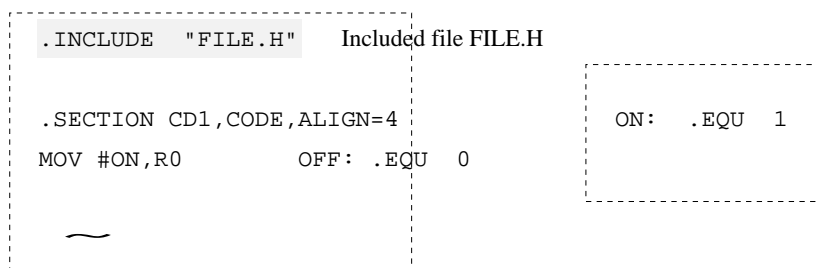 .INCLUDE "FILE.H" Included file FILE.H
.SECTION CD1,CODE,ALIGN=4 ON: .EQU 1
MOV #ON,R0 OFF: .EQU 0
~